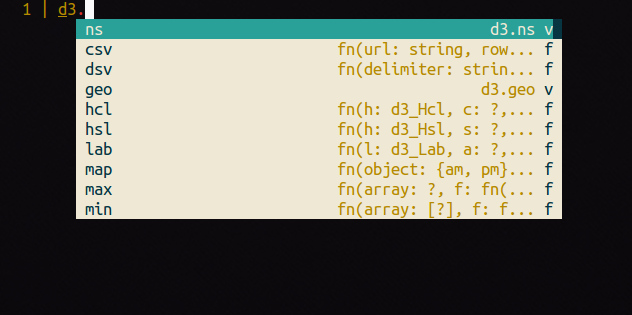 1 | d3.
ns d3.ns v
csv fn(url: string, row... f
dsv fn(delimiter: strin... f
geo d3.geo v
hcl fn(h: d3_Hcl, c: ?,... f
hsl fn(h: d3_Hsl, s: ?,... f
lab fn(l: d3_Lab, a: ?,... f
map fn(object: {am, pm}... f
max fn(array: ?, f: fn(... f
min fn(array: [?], f: f... f